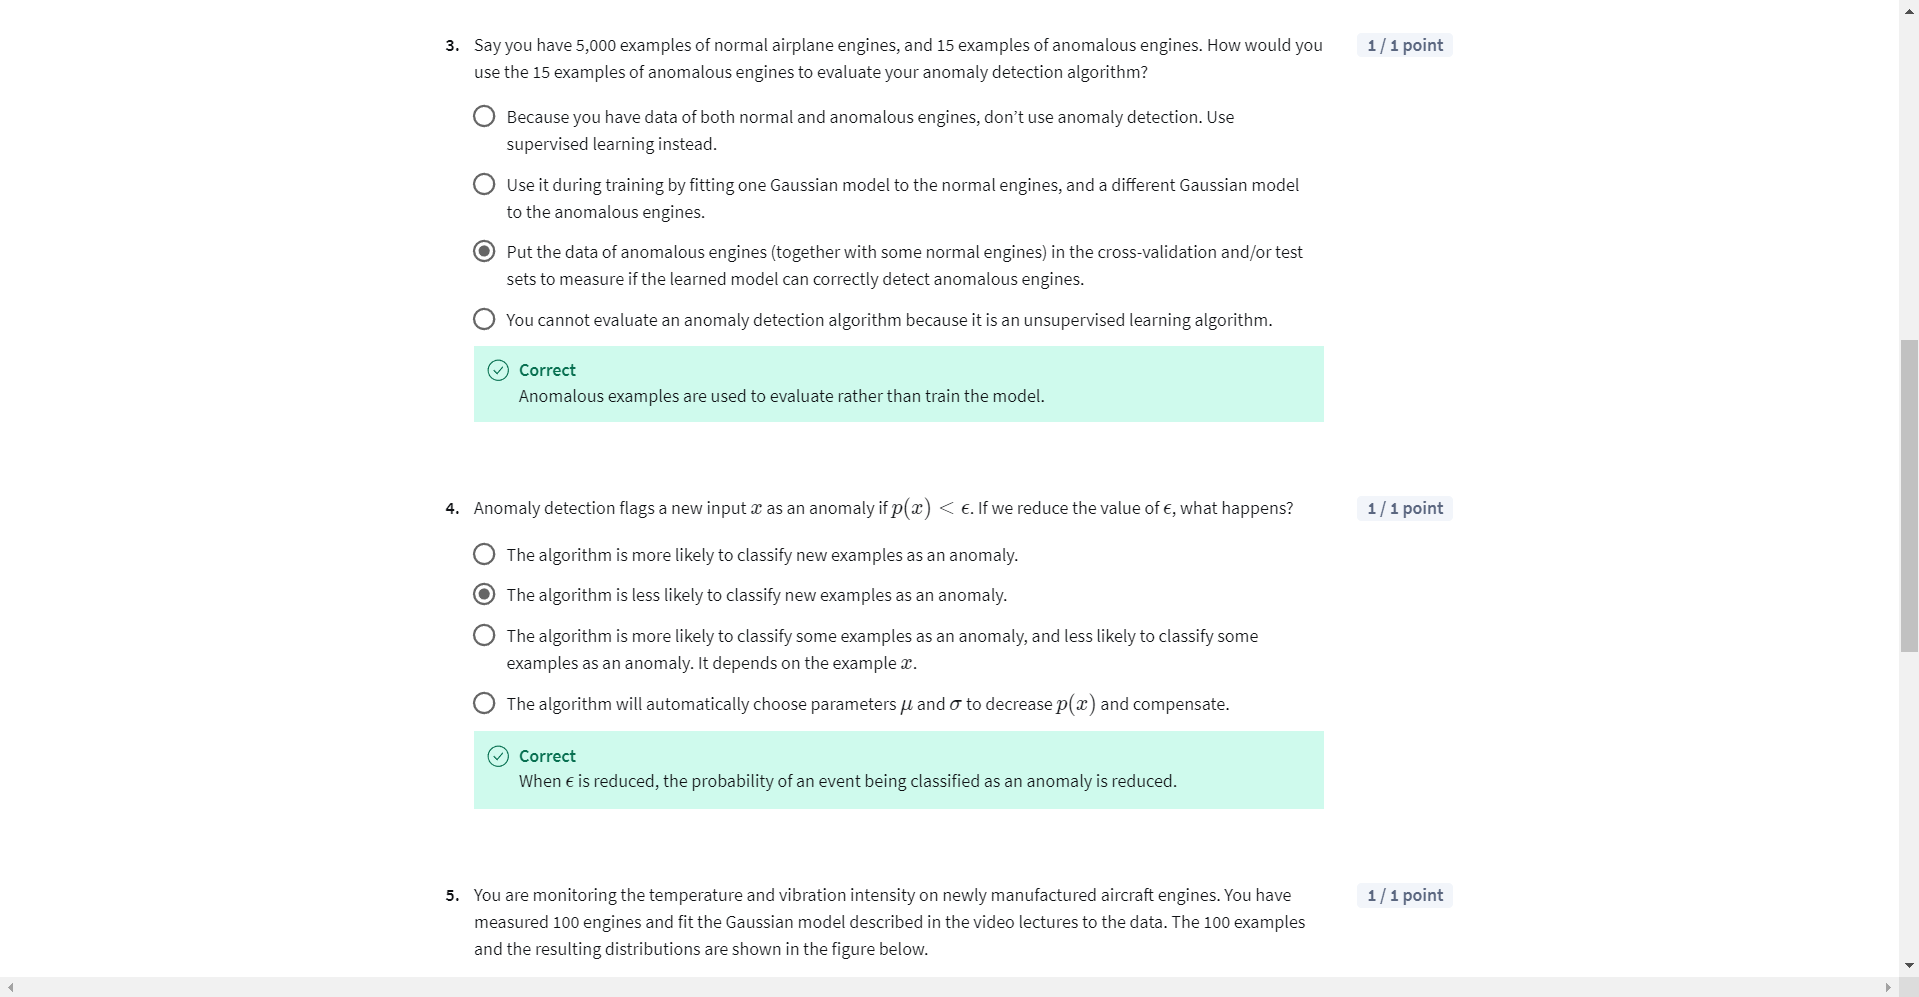 3. Say you have 5,000 examples of normal airplane engines, and 15 examples of anomalous engines. How would you
use the 15 examples of anomalous engines to evaluate your anomaly detection algorithm?
1 / 1 point
Because you have data of both normal and anomalous engines, don’t use anomaly detection. Use
supervised learning instead.
Use it during training by fitting one Gaussian model to the normal engines, and a different Gaussian model
to the anomalous engines.
Put the data of anomalous engines (together with some normal engines) in the cross-validation and/or test
sets to measure if the learned model can correctly detect anomalous engines.
You cannot evaluate an anomaly detection algorithm because it is an unsupervised learning algorithm.
Correct
Anomalous examples are used to evaluate rather than train the model.
4. Anomaly detection flags a new input x as an anomaly if p(x) < ϵ. If we reduce the value of ϵ, what happens?
1 / 1 point
The algorithm is more likely to classify new examples as an anomaly.
The algorithm is less likely to classify new examples as an anomaly.
The algorithm is more likely to classify some examples as an anomaly, and less likely to classify some
examples as an anomaly. It depends on the example x.
The algorithm will automatically choose parameters μ and σ to decrease p(x) and compensate.
Correct
When ϵ is reduced, the probability of an event being classified as an anomaly is reduced.
5. You are monitoring the temperature and vibration intensity on newly manufactured aircraft engines. You have
measured 100 engines and fit the Gaussian model described in the video lectures to the data. The 100 examples
and the resulting distributions are shown in the figure below.
1 / 1 point